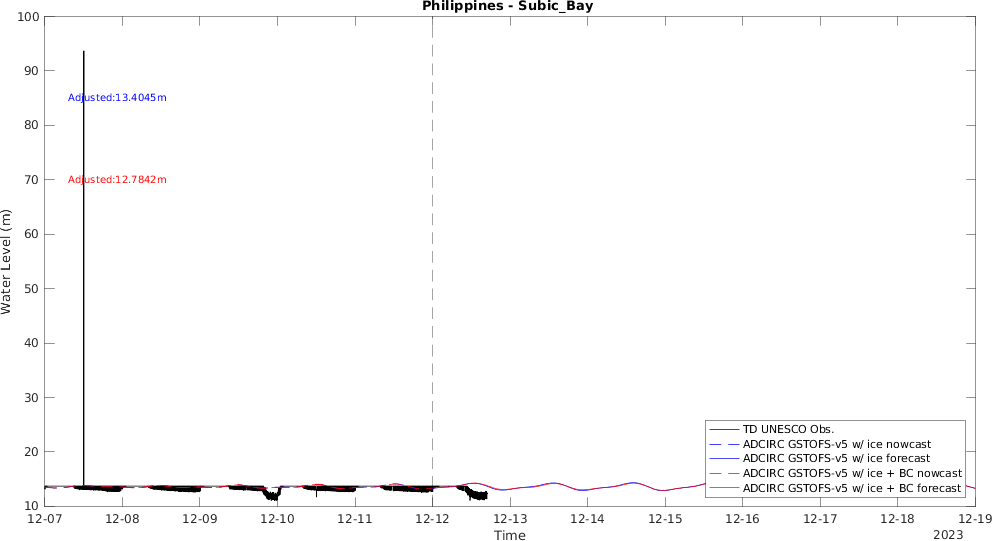 Philippines - Subic_Bay
100
90
80
70
60
50
40
30
20
10
Water Level (m)
Adjusted:13.4045m
Adjusted:12.7842m
TD UNESCO Obs.
ADCIRC GSTOFS-v5 w/ ice nowcast
ADCIRC GSTOFS-v5 w/ ice forecast
ADCIRC GSTOFS-v5 w/ ice + BC nowcast
ADCIRC GSTOFS-v5 w/ ice + BC forecast
12-07 12-08 12-09 12-10 12-11 12-12 12-13 12-14 12-15 12-16 12-17 12-18 12-19
Time
2023